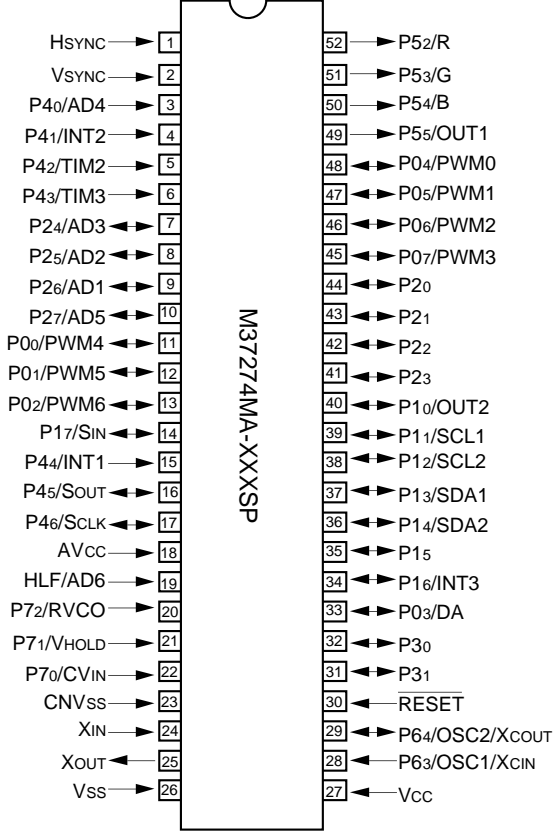 HSYNC 1 52 P52/R
VSYNC 2 51 P53/G
P40/AD4 3 50 P54/B
P41/INT2 4 49 P55/OUT1
P42/TIM2 5 48 P04/PWM0
P43/TIM3 6 47 P05/PWM1
P24/AD3 7 46 P06/PWM2
P25/AD2 8 45 P07/PWM3
P26/AD1 9 44 P20
P27/AD5 10 43 P21
P00/PWM4 11 42 P22
P01/PWM5 12 41 P23
P02/PWM6 13 40 P10/OUT2
P17/SIN 14 39 P11/SCL1
P44/INT1 15 38 P12/SCL2
P45/SOUT 16 37 P13/SDA1
P46/SCLK 17 36 P14/SDA2
AVCC 18 35 P15
HLF/AD6 19 34 P16/INT3
P72/RVCO 20 33 P03/DA
P71/VHOLD 21 32 P30
P70/CVIN 22 31 P31
CNVSS 23 30 RESET
XIN 24 29 P64/OSC2/XCOUT
XOUT 25 28 P63/OSC1/XCIN
VSS 26 27 VCC
M37274MA-XXXSP